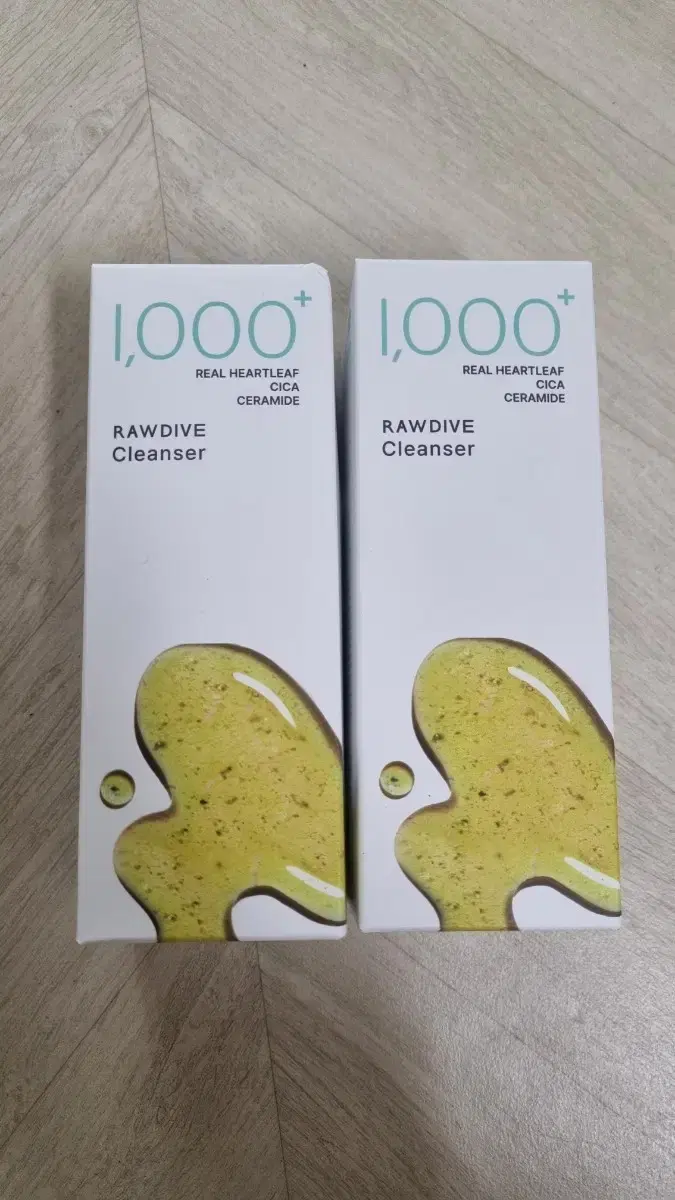 1,000+
REAL HEARTLEAF
CICA
CERAMIDE
RAWDIVE
Cleanser
1,000+
REAL HEARTLEAF
CICA
CERAMIDE
RAWDIVE
Cleanser